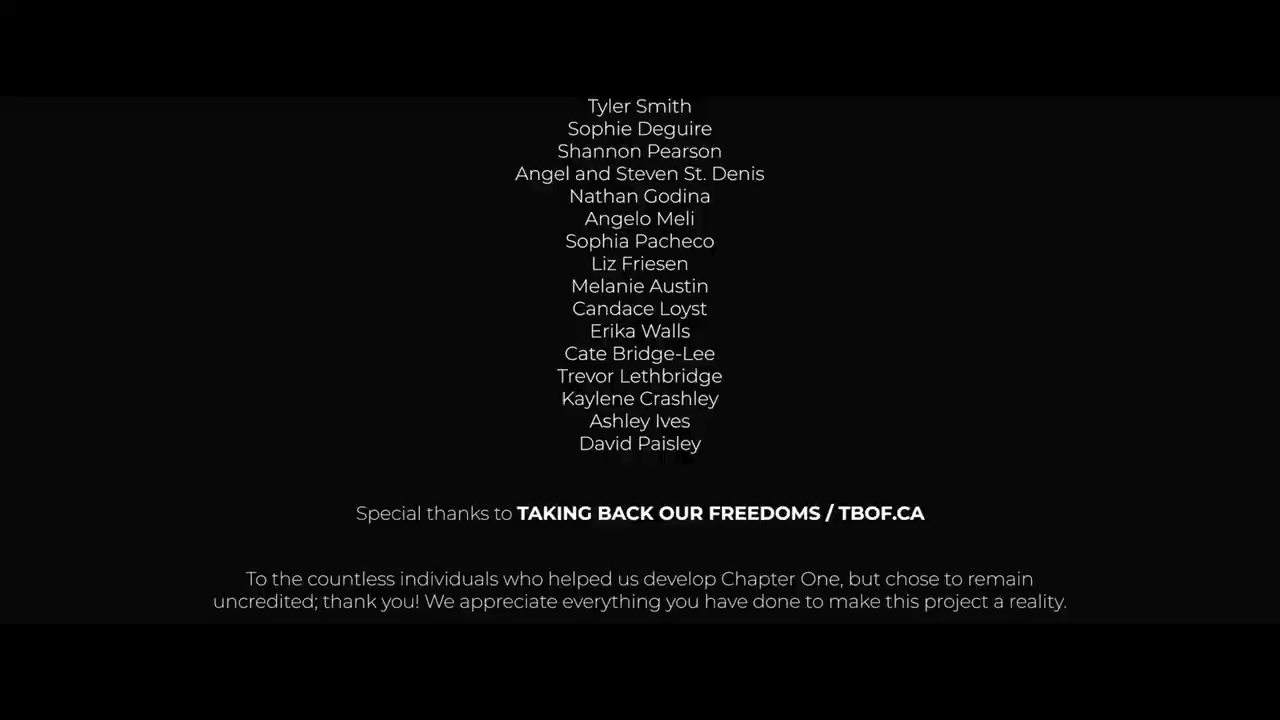 Tyler Smith
Sophie Deguire
Shannon Pearson
Angel and Steven St. Denis
Nathan Godina
Angelo Meli
Sophia Pacheco
Liz Friesen
Melanie Austin
Candace Loyst
Erika Walls
Cate Bridge-Lee
Trevor Lethbridge
Kaylene Crashley
Ashley Ives
David Paisley
Special thanks to TAKING BACK OUR FREEDOMS / TBOF.CA
To the countless individuals who helped us develop Chapter One, but chose to remain
uncredited; thank you! We appreciate everything you have done to make this project a reality.